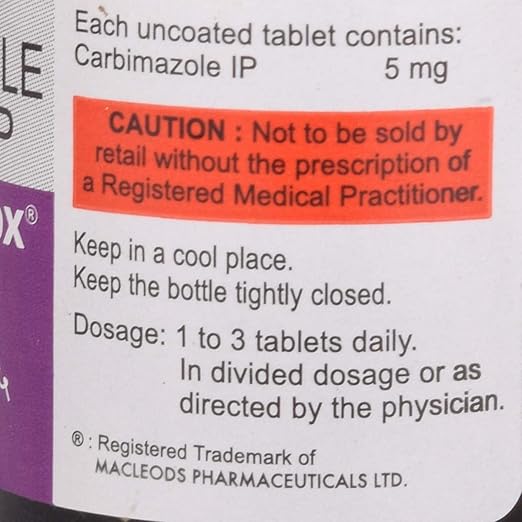 Each uncoated tablet contains:
Carbimazole IP 5 mg
CAUTION : Not to be sold by
retail without the prescription of
a Registered Medical Practitioner.
Keep in a cool place.
Keep the bottle tightly closed.
Dosage: 1 to 3 tablets daily.
In divided dosage or as
directed by the physician.
® : Registered Trademark of
MACLEODS PHARMACEUTICALS LTD.
LE
OX®